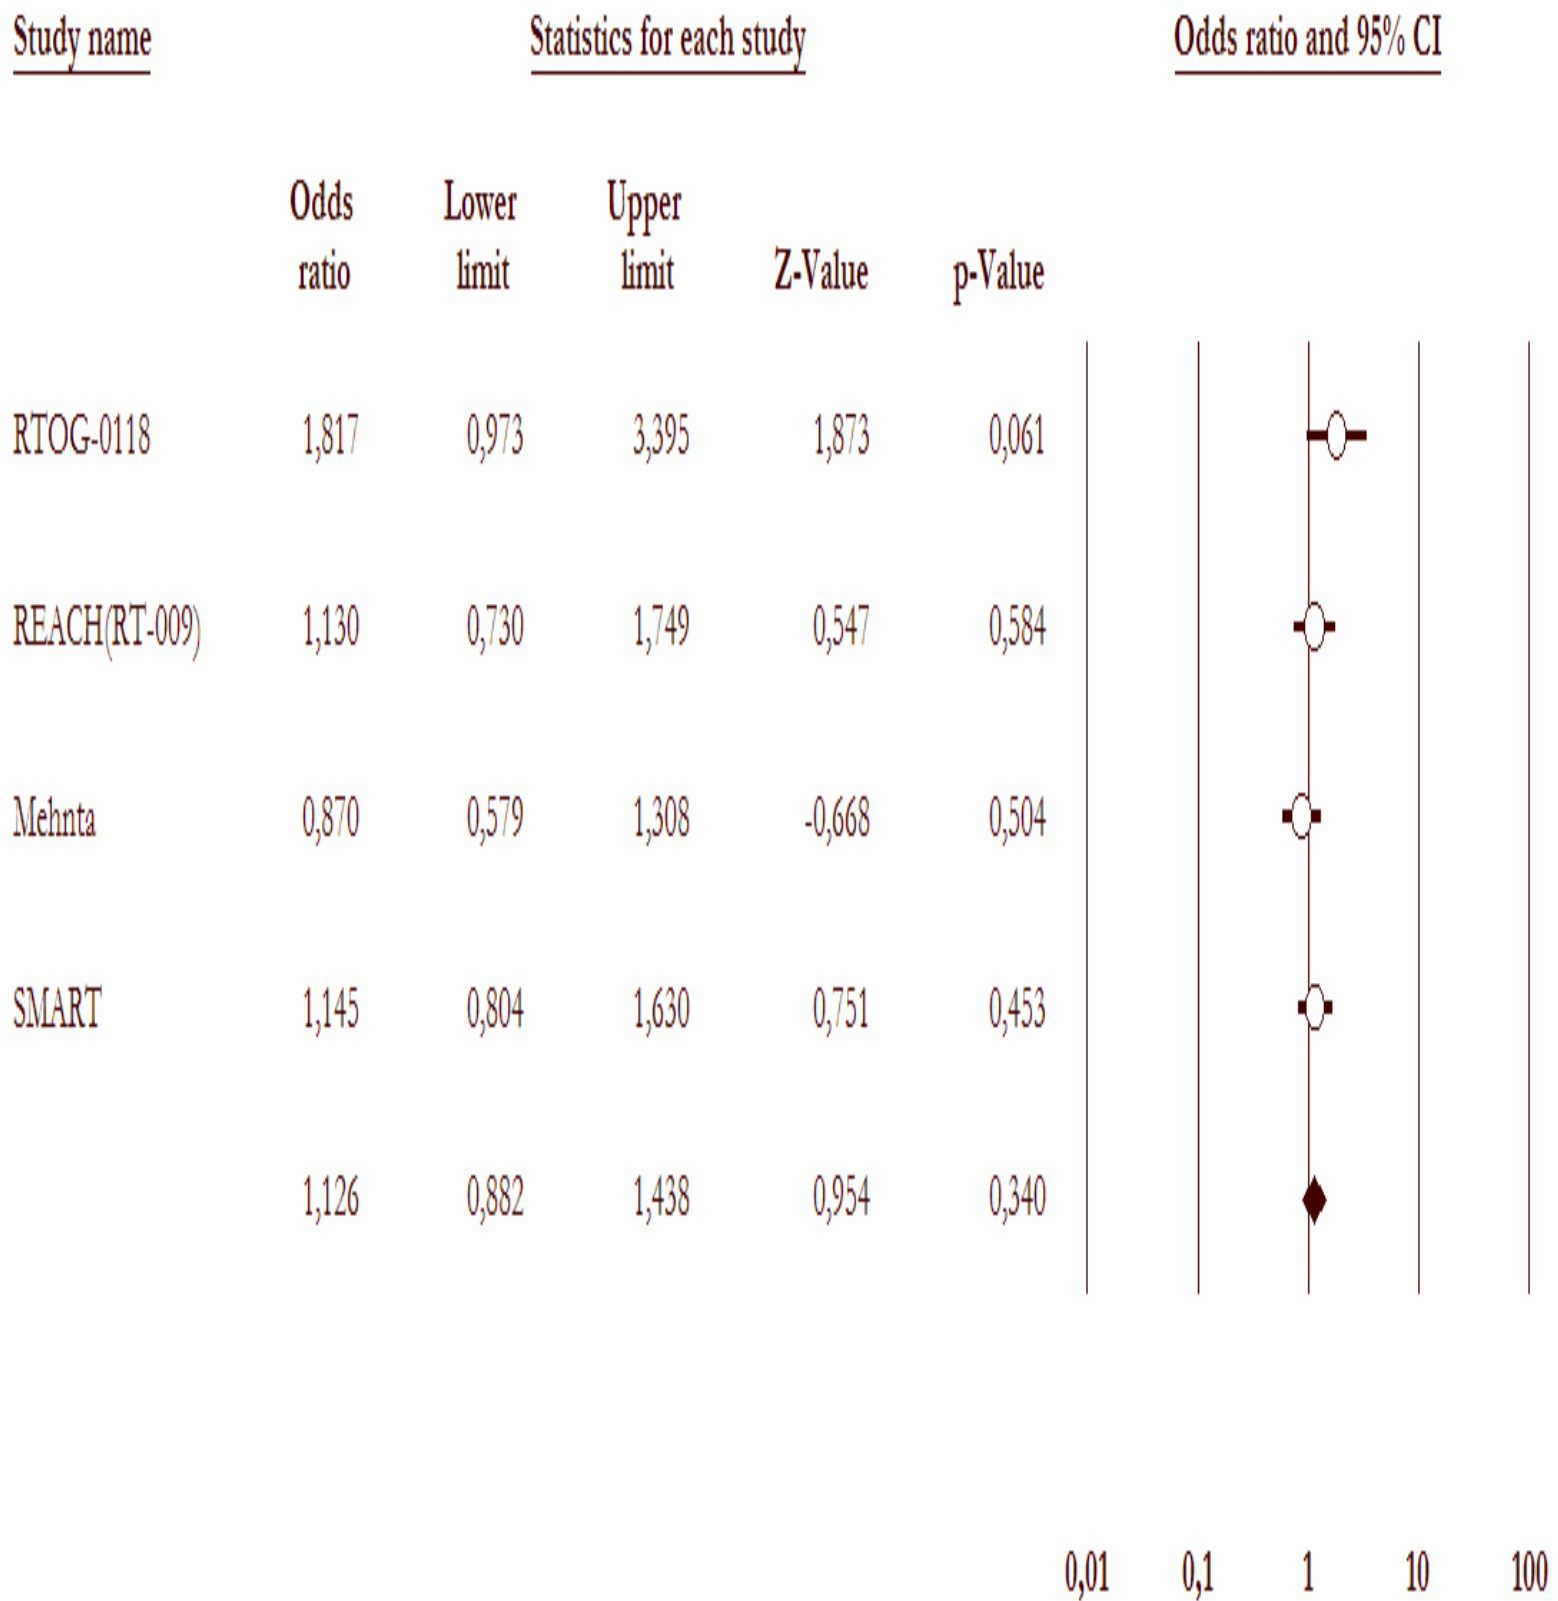 Study name Statistics for each study Odds ratio and 95% CI
Odds Lower Upper
ratio limit limit Z-Value p-Value
RTOG-0118 1,817 0,973 3,395 1,873 0,061
REACH(RT-009) 1,130 0,730 1,749 0,547 0,584
Mehnta 0,870 0,579 1,308 -0,668 0,504
SMART 1,145 0,804 1,630 0,751 0,453
1,126 0,882 1,438 0,954 0,340
0,01 0,1 1 10 100